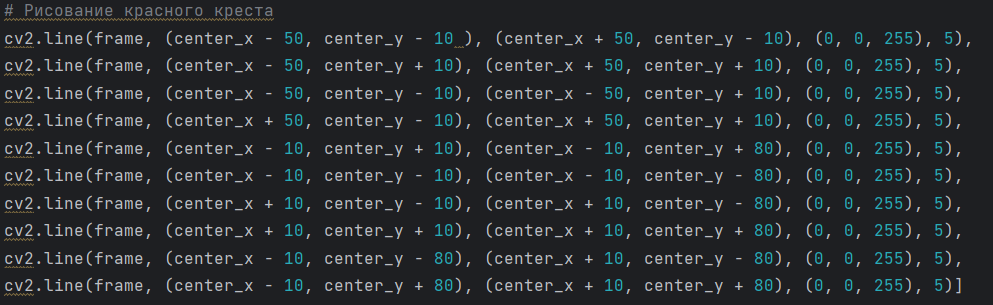 # Рисование красного креста
cv2.line(frame, (center_x - 50, center_y - 10 ), (center_x + 50, center_y - 10), (0, 0, 255), 5),
cv2.line(frame, (center_x - 50, center_y + 10), (center_x + 50, center_y + 10), (0, 0, 255), 5),
cv2.line(frame, (center_x - 50, center_y - 10), (center_x - 50, center_y + 10), (0, 0, 255), 5),
cv2.line(frame, (center_x + 50, center_y - 10), (center_x + 50, center_y + 10), (0, 0, 255), 5),
cv2.line(frame, (center_x - 10, center_y + 10), (center_x - 10, center_y + 80), (0, 0, 255), 5),
cv2.line(frame, (center_x - 10, center_y - 10), (center_x - 10, center_y - 80), (0, 0, 255), 5),
cv2.line(frame, (center_x + 10, center_y - 10), (center_x + 10, center_y - 80), (0, 0, 255), 5),
cv2.line(frame, (center_x + 10, center_y + 10), (center_x + 10, center_y + 80), (0, 0, 255), 5),
cv2.line(frame, (center_x - 10, center_y - 80), (center_x + 10, center_y - 80), (0, 0, 255), 5),
cv2.line(frame, (center_x - 10, center_y + 80), (center_x + 10, center_y + 80), (0, 0, 255), 5)]